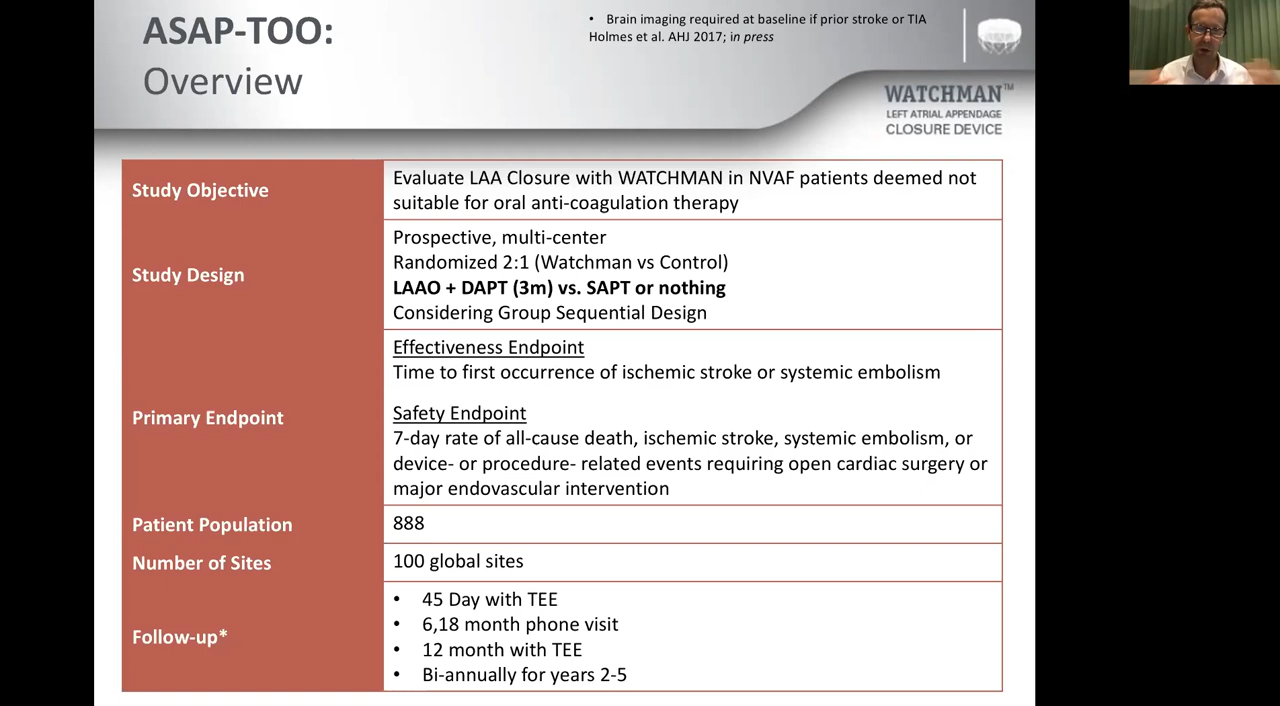 ASAP-TOO:
Overview
• Brain imaging required at baseline if prior stroke or TIA
Holmes et al. AHJ 2017; in press
WATCHMAN™
LEFT ATRIAL APPENDAGE
CLOSURE DEVICE
Study Objective
Evaluate LAA Closure with WATCHMAN in NVAF patients deemed not
suitable for oral anti-coagulation therapy
Study Design
Prospective, multi-center
Randomized 2:1 (Watchman vs Control)
LAAO + DAPT (3m) vs. SAPT or nothing
Considering Group Sequential Design
Primary Endpoint
Effectiveness Endpoint
Time to first occurrence of ischemic stroke or systemic embolism
Safety Endpoint
7-day rate of all-cause death, ischemic stroke, systemic embolism, or
device- or procedure- related events requiring open cardiac surgery or
major endovascular intervention
Patient Population
888
Number of Sites
100 global sites
Follow-up*
• 45 Day with TEE
• 6,18 month phone visit
• 12 month with TEE
• Bi-annually for years 2-5